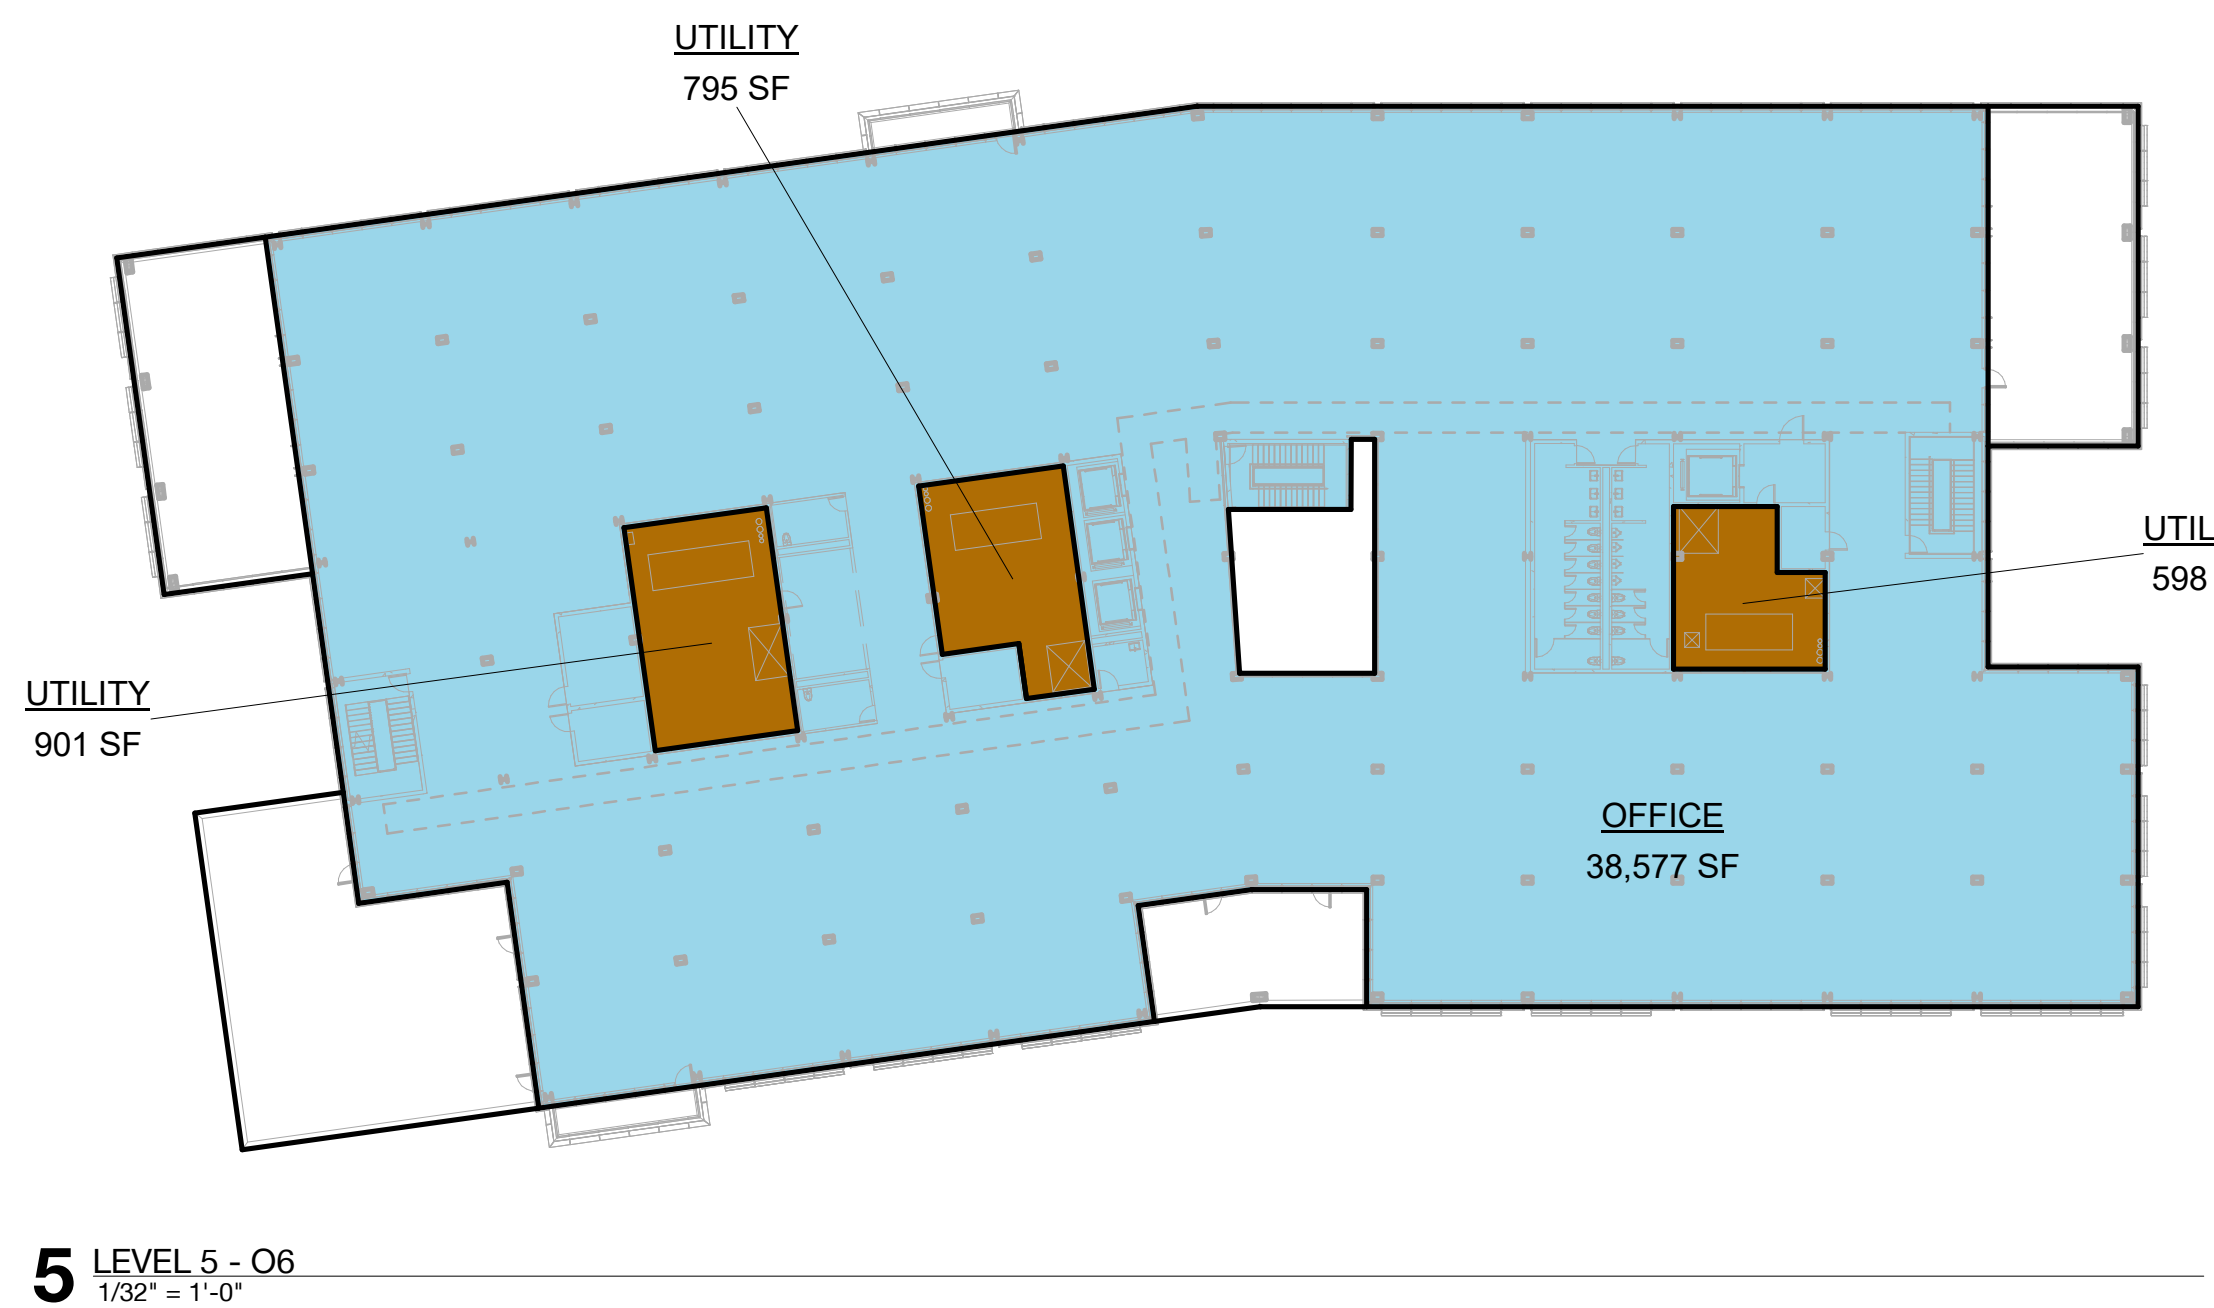 UTILITY
795 SF
UTIL
598
UTILITY
901 SF
OFFICE
38,577 SF
5 LEVEL 5 - O6
1/32" = 1'-0"